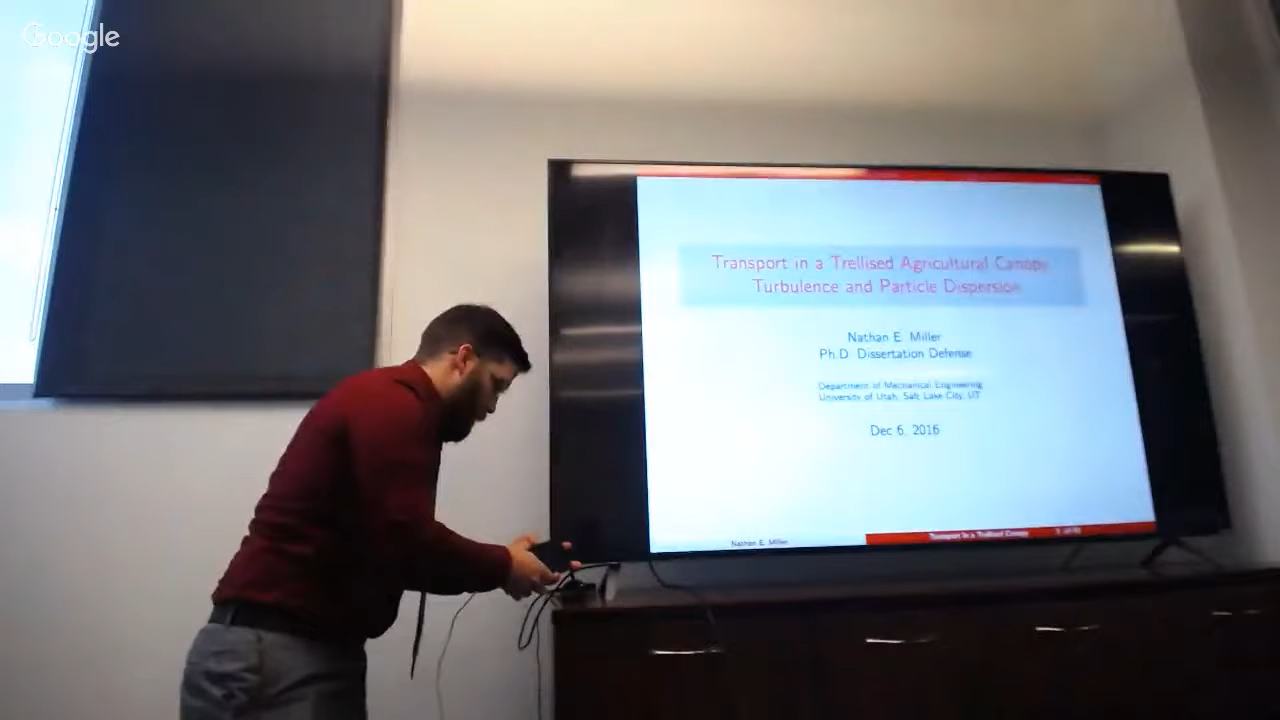 Google
Transport in a Trellised Agricultural Canopy
Turbulence and Particle Dispersion
Nathan E. Miller
Ph.D. Dissertation Defense
Department of Mechanical Engineering
University of Utah, Salt Lake City, UT
Dec 6, 2016
Nathan E. Miller
Transport in a Trellised Canopy